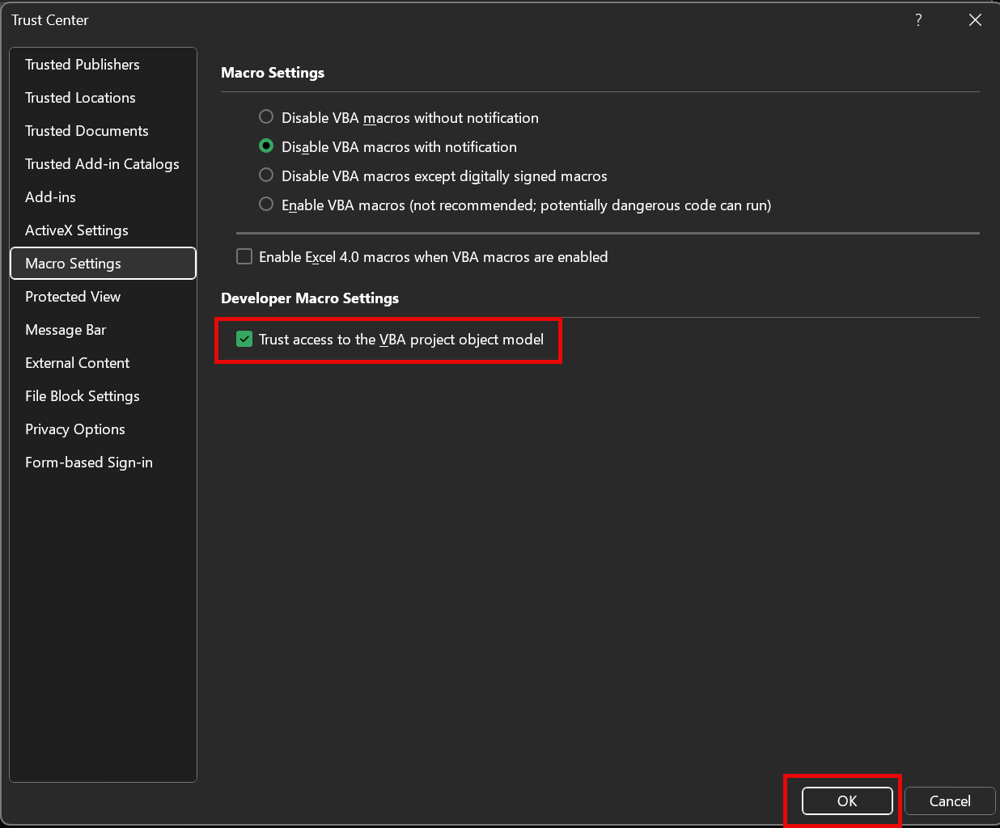 Trust Center
?
Trusted Publishers
Trusted Locations
Trusted Documents
Trusted Add-in Catalogs
Add-ins
ActiveX Settings
Macro Settings
Protected View
Message Bar
External Content
File Block Settings
Privacy Options
Form-based Sign-in
Macro Settings
Disable VBA macros without notification
Disable VBA macros with notification
Disable VBA macros except digitally signed macros
Enable VBA macros (not recommended; potentially dangerous code can run)
Enable Excel 4.0 macros when VBA macros are enabled
Developer Macro Settings
Trust access to the VBA project object model
OK
Cancel